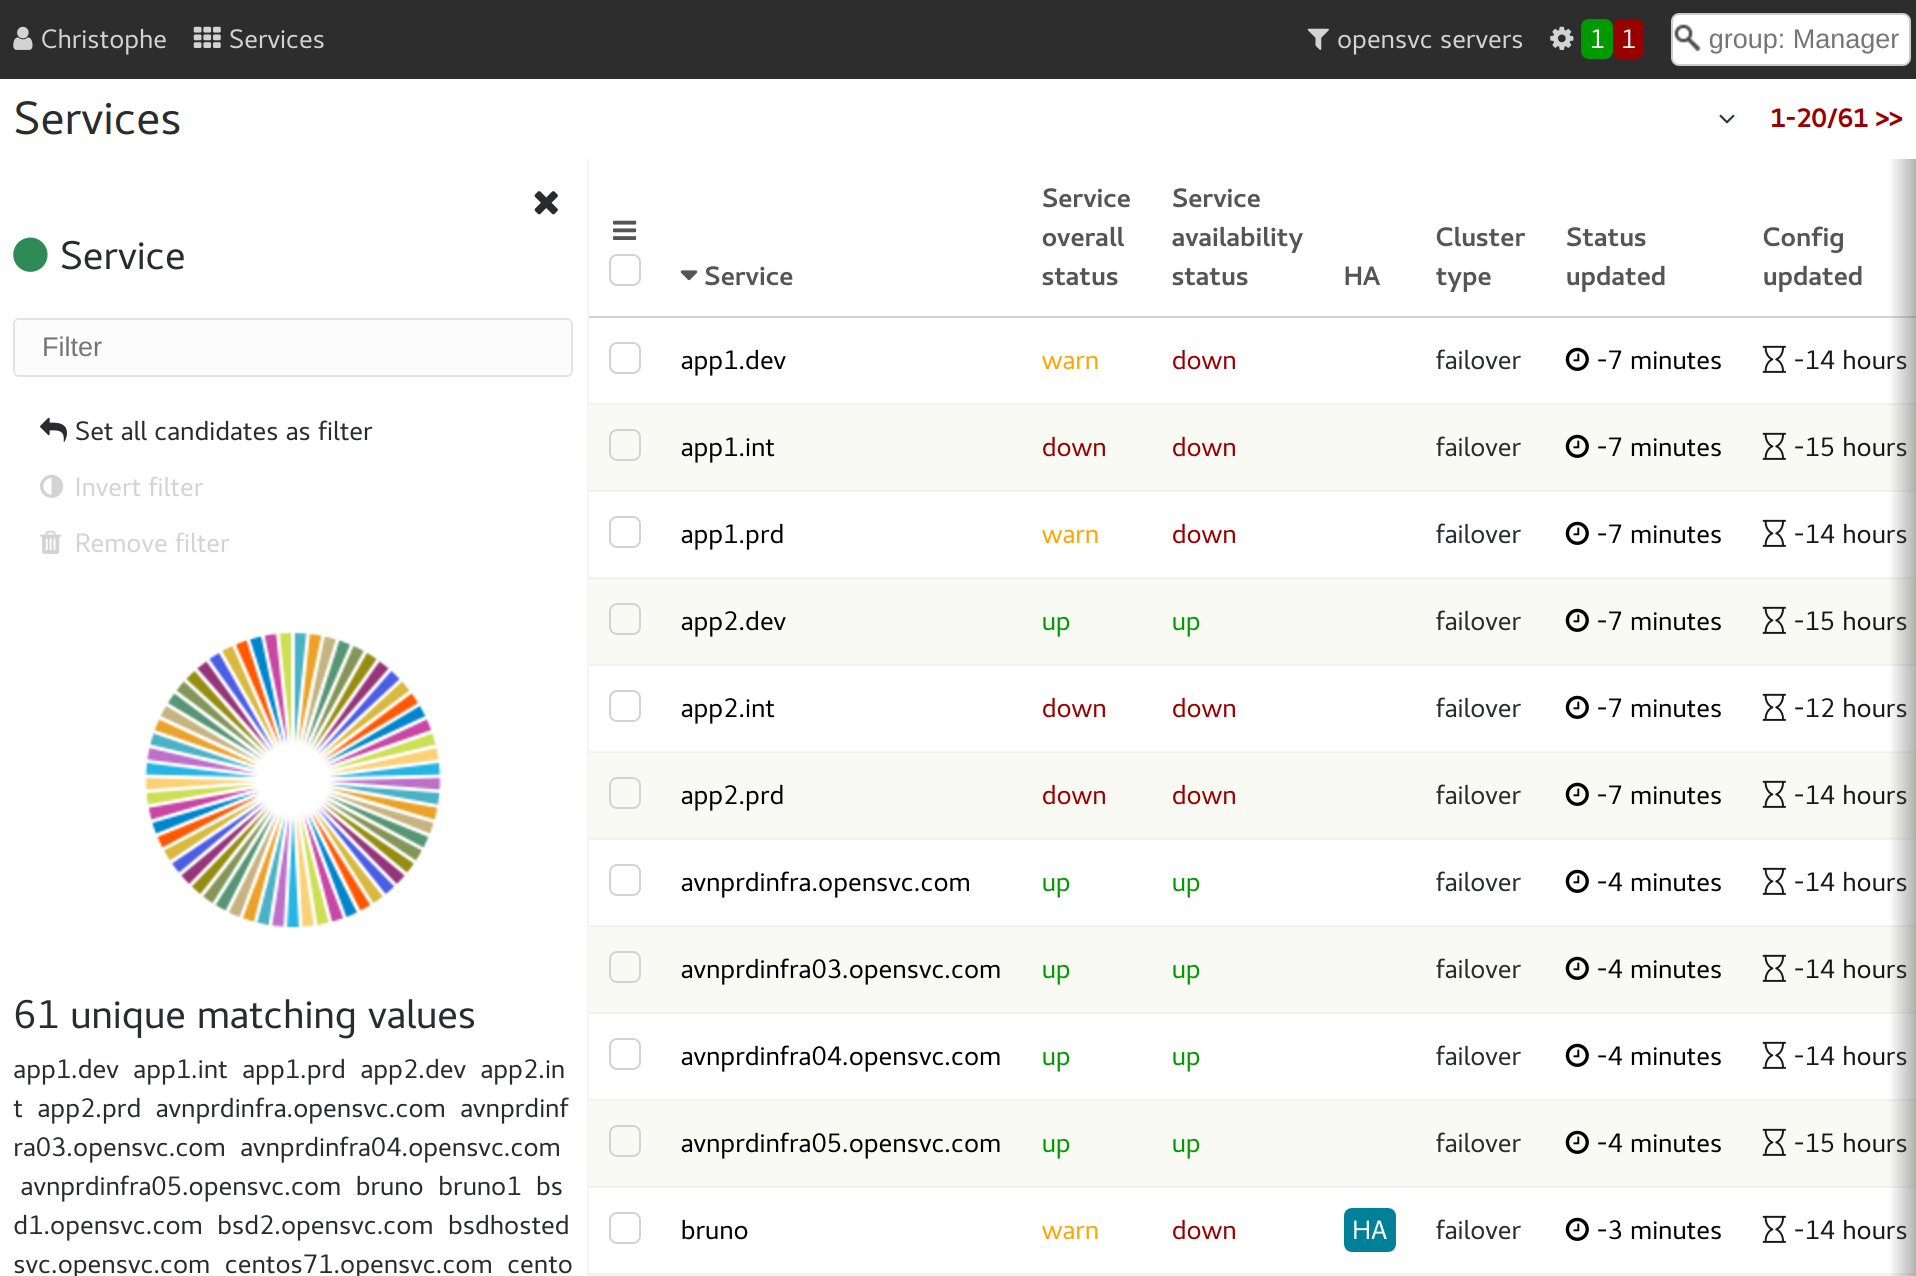 Christophe Services opensvc servers 1 1 group: Manager
Services 1-20/61 >>
Service
Filter
Set all candidates as filter
Invert filter
Remove filter
61 unique matching values
app1.dev app1.int app1.prd app2.dev app2.in
t app2.prd avnprdinfra.opensvc.com avnprdinf
ra03.opensvc.com avnprdinfra04.opensvc.com
avnprdinfra05.opensvc.com bruno bruno1 bs
d1.opensvc.com bsd2.opensvc.com bsdhosted
svc.opensvc.com centos71.opensvc.com cento
Service Service
overall availability Cluster Status Config
Service status status HA type updated updated
app1.dev warn down failover -7 minutes -14 hours
app1.int down down failover -7 minutes -15 hours
app1.prd warn down failover -7 minutes -14 hours
app2.dev up up failover -7 minutes -15 hours
app2.int down down failover -7 minutes -12 hours
app2.prd down down failover -7 minutes -14 hours
avnprdinfra.opensvc.com up up failover -4 minutes -14 hours
avnprdinfra03.opensvc.com up up failover -4 minutes -14 hours
avnprdinfra04.opensvc.com up up failover -4 minutes -14 hours
avnprdinfra05.opensvc.com up up failover -4 minutes -15 hours
bruno warn down HA failover -3 minutes -14 hours